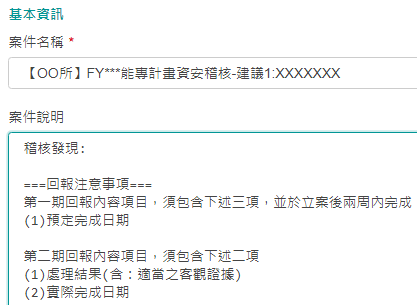 基本資訊
案件名稱 *
【OO所】FY***能專計畫資安稽核-建議1:XXXXXXX
案件說明
稽核發現:
===回報注意事項===
第一期回報內容項目，須包含下述三項，並於立案後兩周內完成
(1)預定完成日期
第二期回報內容項目，須包含下述二項
(1)處理結果(含：適當之客觀證據)
(2)實際完成日期